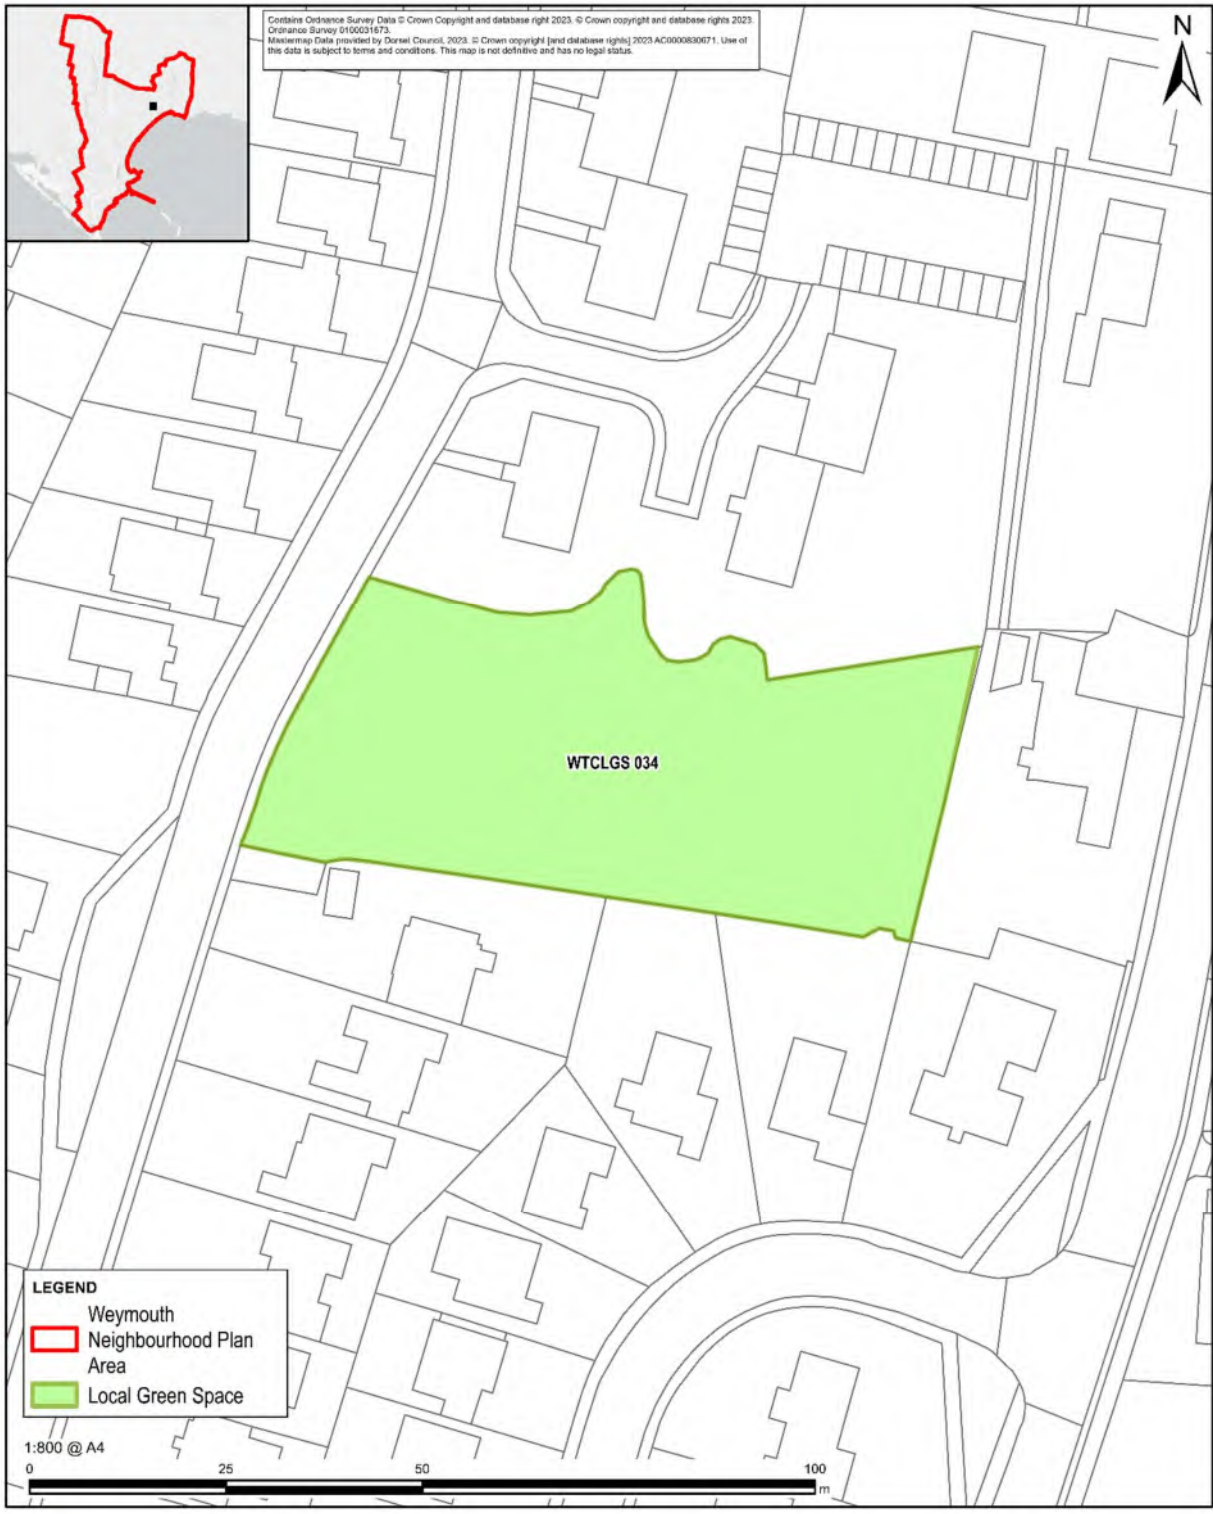 Contains Ordnance Survey Data © Crown Copyright and database right 2023. © Crown copyright and database rights 2023.
Ordnance Survey 0100031673.
Mastermap Data provided by Dorset Council, 2023. © Crown copyright [and database rights] 2023 AC0000830671. Use of
this data is subject to terms and conditions. This map is not definitive and has no legal status.
N
WTCLGS 034
LEGEND
Weymouth
Neighbourhood Plan
Area
Local Green Space
1:800 @ A4
0 25 50 100
m